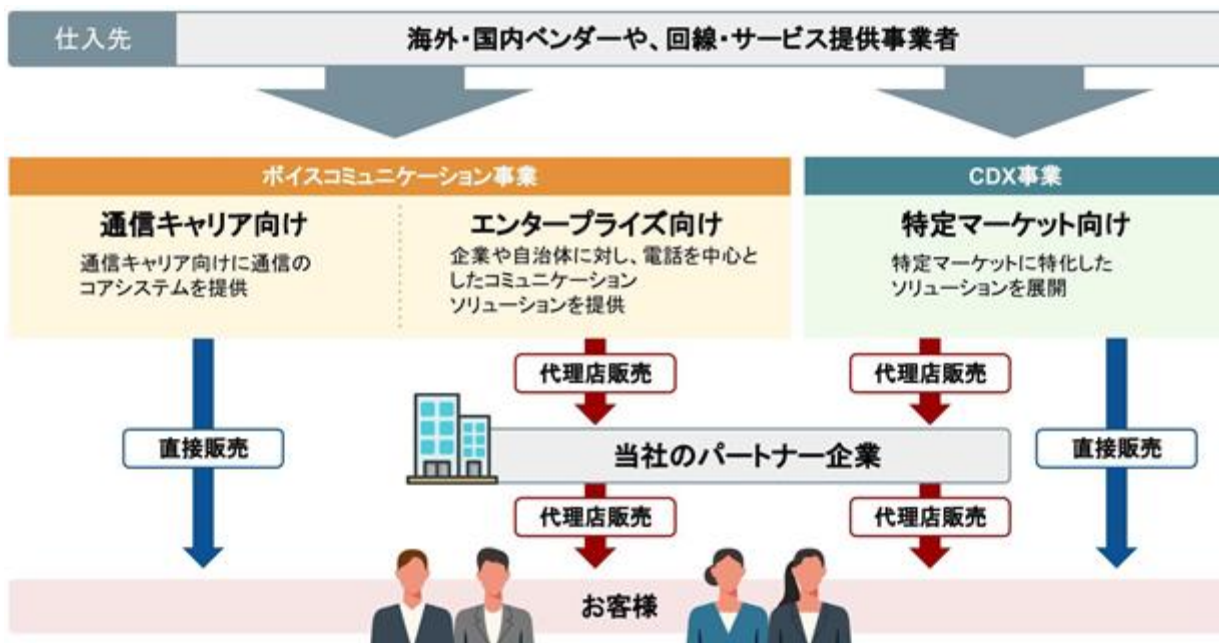 仕入先
海外・国内ベンダーや、回線・サービス提供事業者
ボイスコミュニケーション事業
CDX事業
通信キャリア向け
通信キャリア向けに通信の
コアシステムを提供
エンタープライズ向け
企業や自治体に対し、電話を中心と
したコミュニケーション
ソリューションを提供
特定マーケット向け
特定マーケットに特化した
ソリューションを展開
代理店販売
代理店販売
直接販売
当社のパートナー企業
直接販売
代理店販売
代理店販売
お客様